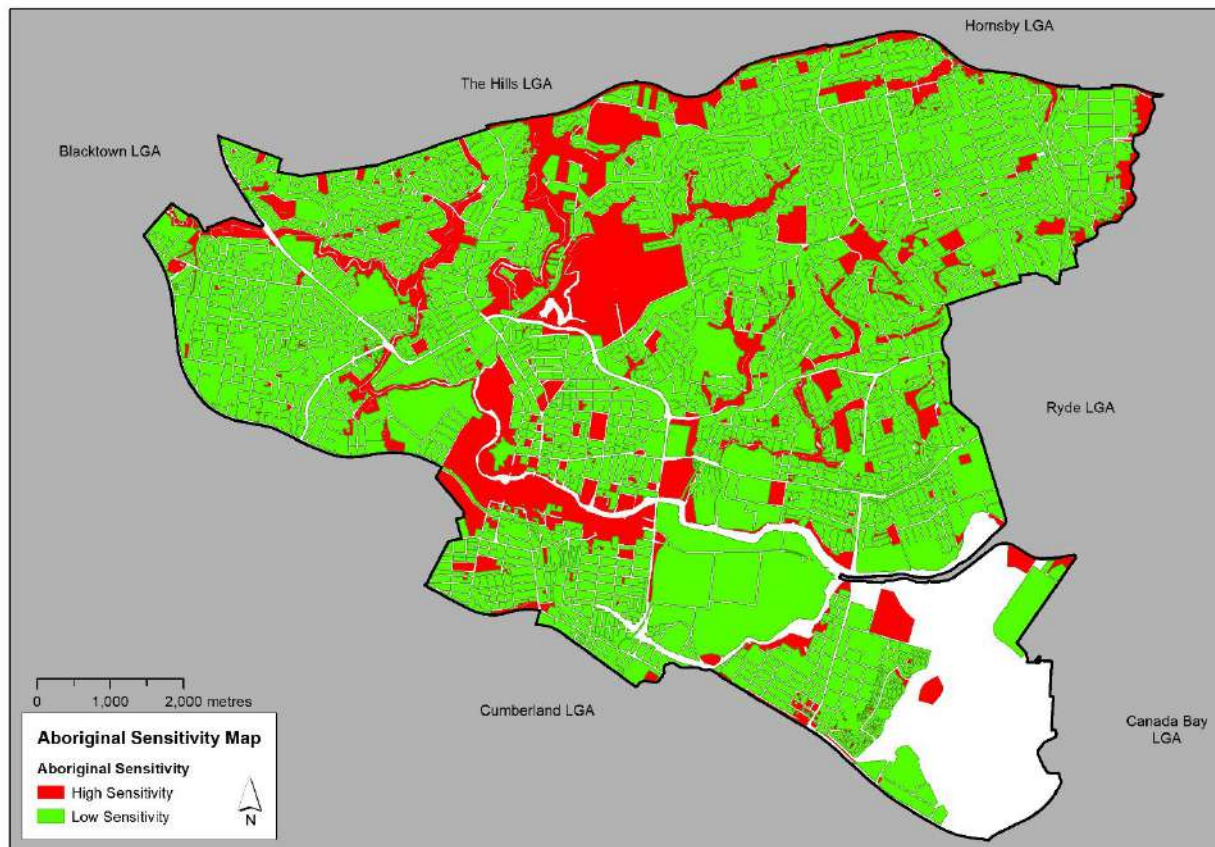 Hornsby LGA
The Hills LGA
Blacktown LGA
Ryde LGA
0 1,000 2,000 metres
Cumberland LGA
Canada Bay
LGA
Aboriginal Sensitivity Map
Aboriginal Sensitivity
High Sensitivity
Low Sensitivity
N